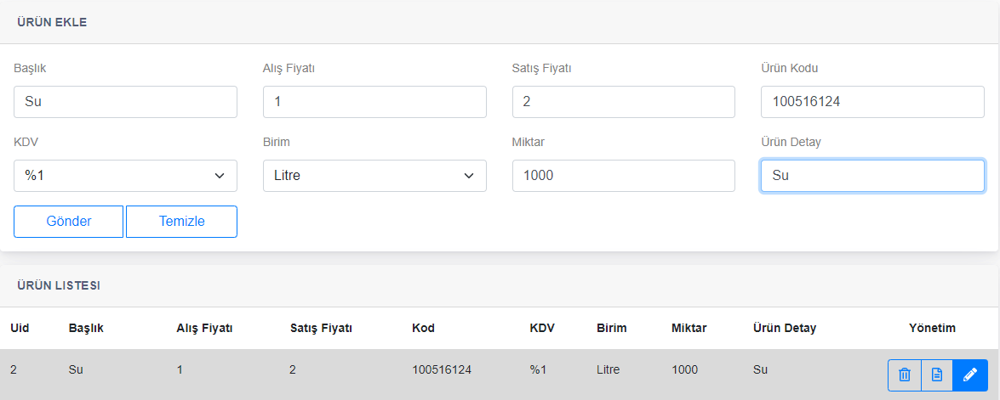 ÜRÜN EKLE
Başlık Alış Fiyatı Satış Fiyatı Ürün Kodu
Su 1 2 100516124
KDV Birim Miktar Ürün Detay
%1 Litre 1000 Su
Gönder Temizle
ÜRÜN LISTESI
Uid Başlık Alış Fiyatı Satış Fiyatı Kod KDV Birim Miktar Ürün Detay Yönetim
2 Su 1 2 100516124 %1 Litre 1000 Su